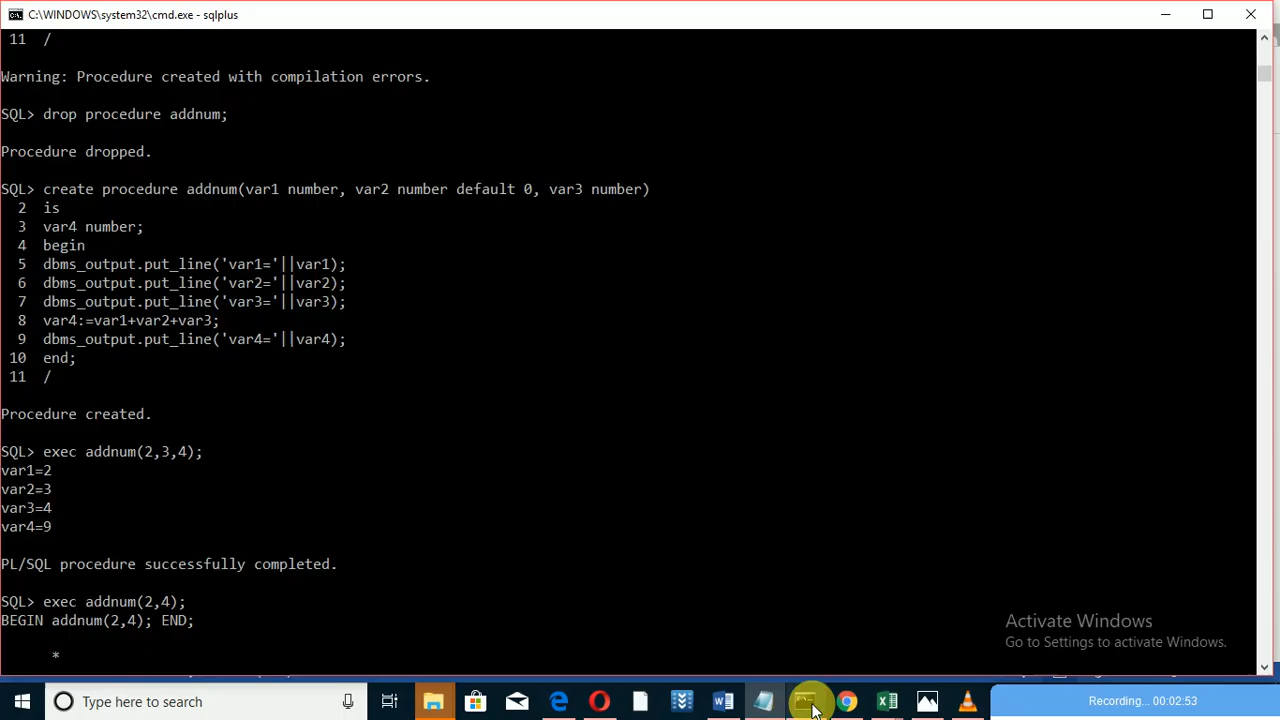 C:\WINDOWS\system32\cmd.exe - sqlplus
11 /
Warning: Procedure created with compilation errors.
SQL> drop procedure addnum;
Procedure dropped.
SQL> create procedure addnum(var1 number, var2 number default 0, var3 number)
2 is
3 var4 number;
4 begin
5 dbms_output.put_line('var1='||var1);
6 dbms_output.put_line('var2='||var2);
7 dbms_output.put_line('var3='||var3);
8 var4:=var1+var2+var3;
9 dbms_output.put_line('var4='||var4);
10 end;
11 /
Procedure created.
SQL> exec addnum(2,3,4);
var1=2
var2=3
var3=4
var4=9
PL/SQL procedure successfully completed.
SQL> exec addnum(2,4);
BEGIN addnum(2,4); END;
*
Activate Windows
Go to Settings to activate Windows.
Type here to search
Recording... 00:02:53